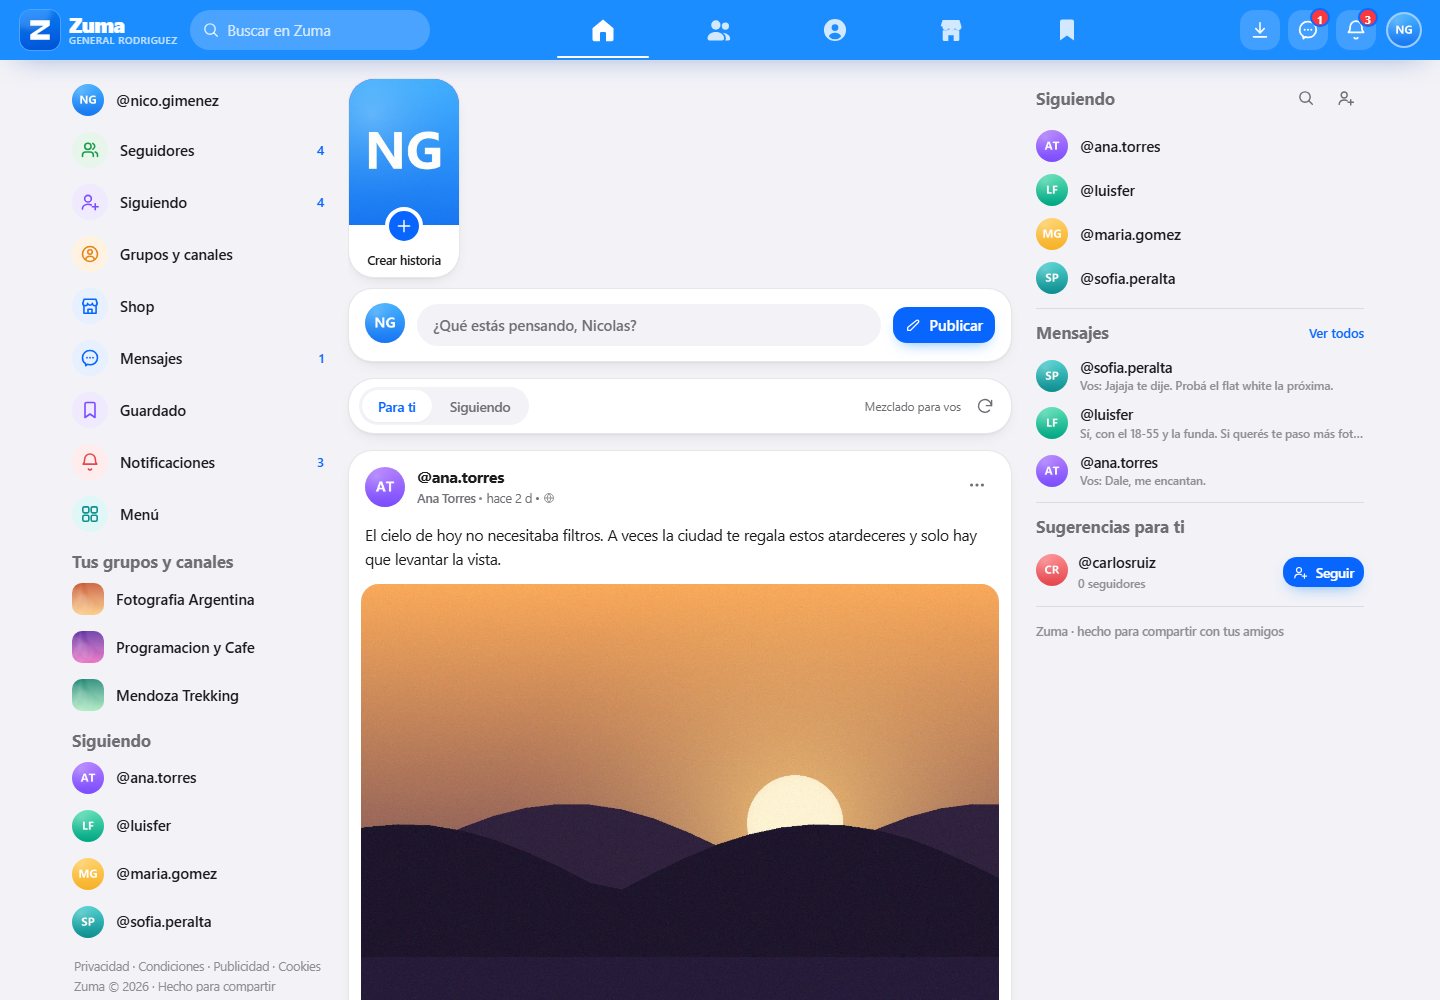 Z
Zuma
GENERAL RODRIGUEZ
Buscar en Zuma
1
3
NG
NG
@nico.gimenez
Seguidores
4
Siguiendo
4
Grupos y canales
Shop
Mensajes
1
Guardado
Notificaciones
3
Menú
Tus grupos y canales
Fotografia Argentina
Programacion y Cafe
Mendoza Trekking
Siguiendo
AT
@ana.torres
LF
@luisfer
MG
@maria.gomez
SP
@sofia.peralta
Privacidad · Condiciones · Publicidad · Cookies
Zuma © 2026 · Hecho para compartir
NG
Crear historia
NG
¿Qué estás pensando, Nicolas?
Publicar
Para ti
Siguiendo
Mezclado para vos
AT
@ana.torres
Ana Torres • hace 2 d •
El cielo de hoy no necesitaba filtros. A veces la ciudad te regala estos atardeceres y solo hay
que levantar la vista.
Siguiendo
AT
@ana.torres
LF
@luisfer
MG
@maria.gomez
SP
@sofia.peralta
Mensajes
Ver todos
SP
@sofia.peralta
Vos: Jajaja te dije. Probá el flat white la próxima.
LF
@luisfer
Sí, con el 18-55 y la funda. Si querés te paso más fot...
AT
@ana.torres
Vos: Dale, me encantan.
Sugerencias para ti
CR
@carlosruiz
0 seguidores
Seguir
Zuma · hecho para compartir con tus amigos